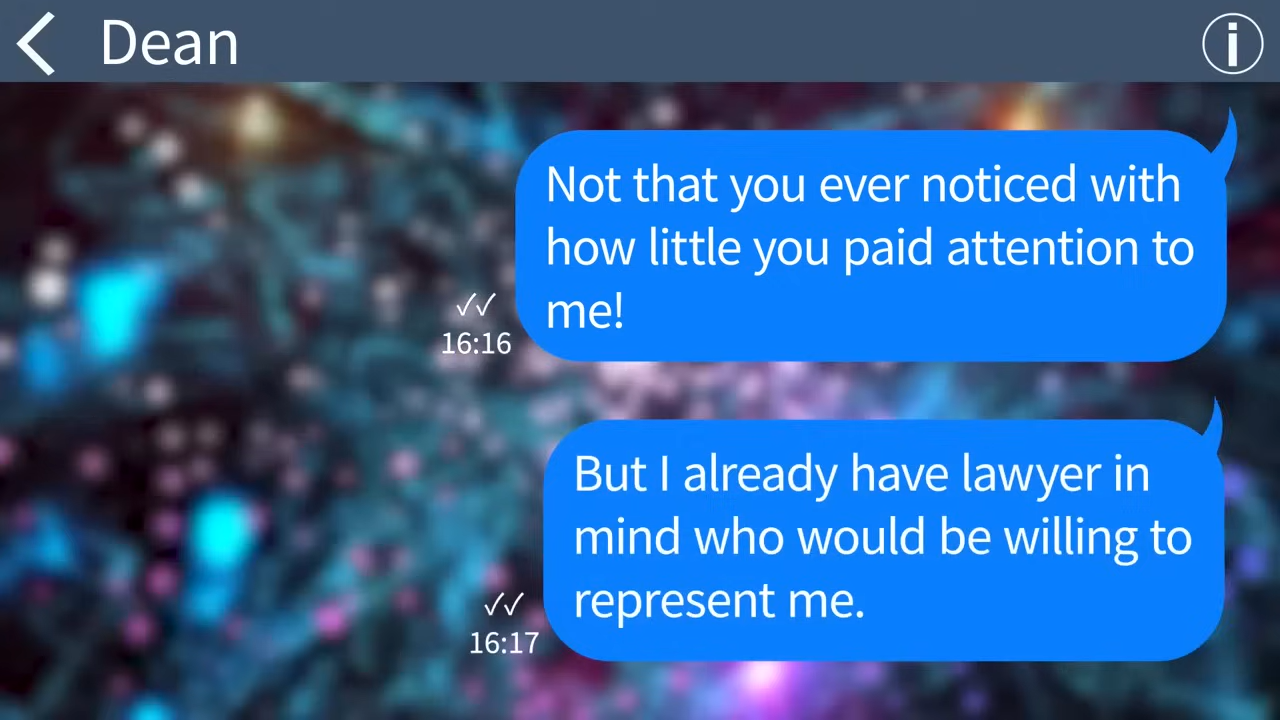 Dean
Not that you ever noticed with
how little you paid attention to
me!
✓✓
16:16
But I already have lawyer in
mind who would be willing to
represent me.
✓✓
16:17